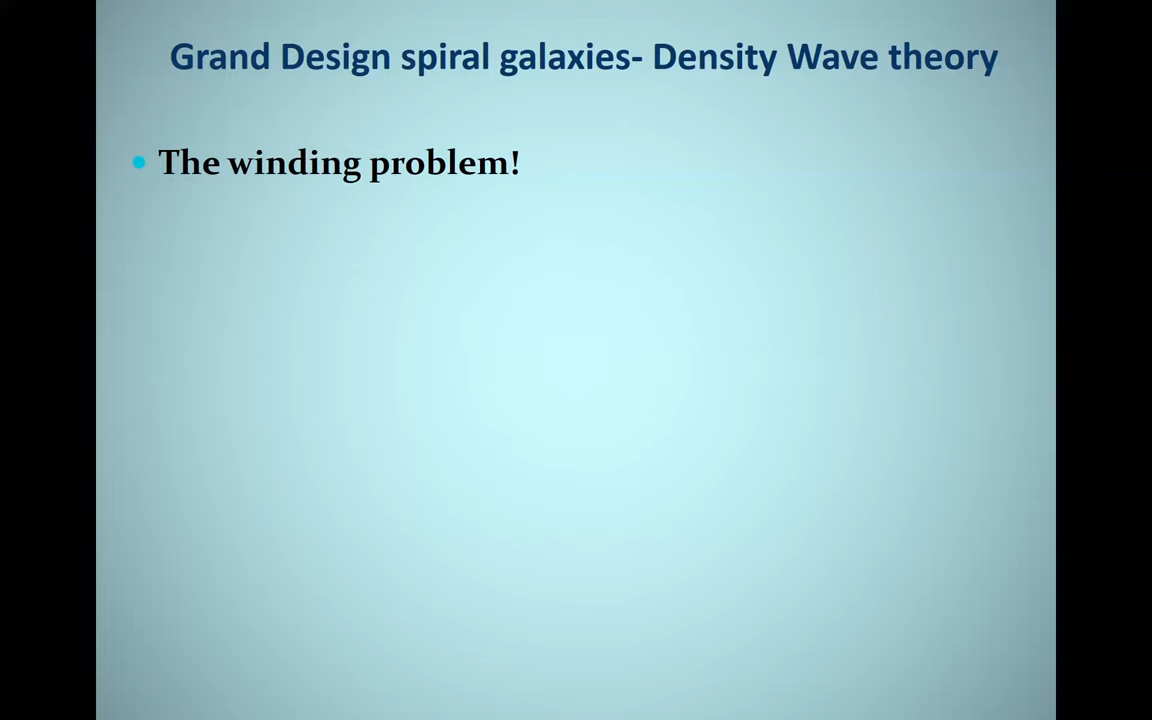 Grand Design spiral galaxies- Density Wave theory
• The winding problem!